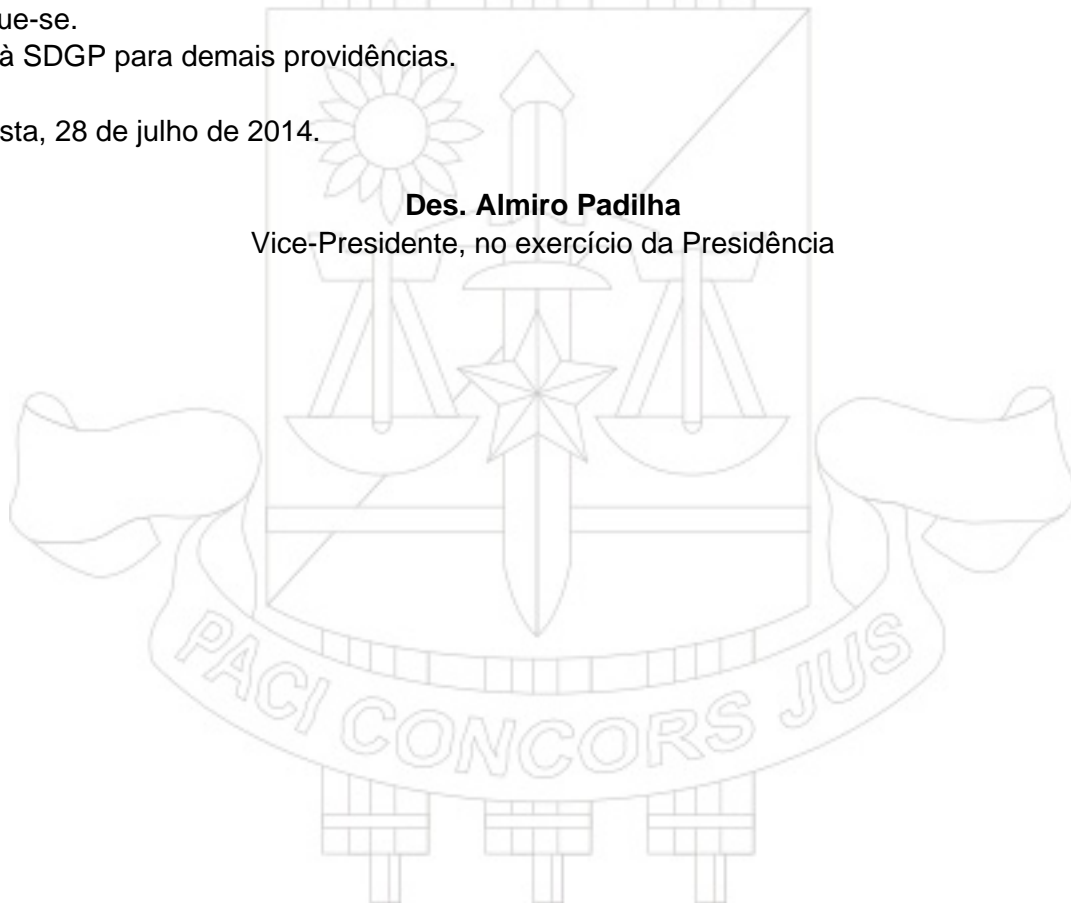 ue-se.
à SDGP para demais providências.
sta, 28 de julho de 2014.
Des. Almiro Padilha
Vice-Presidente, no exercício da Presidência
PACI CONCORS JUS